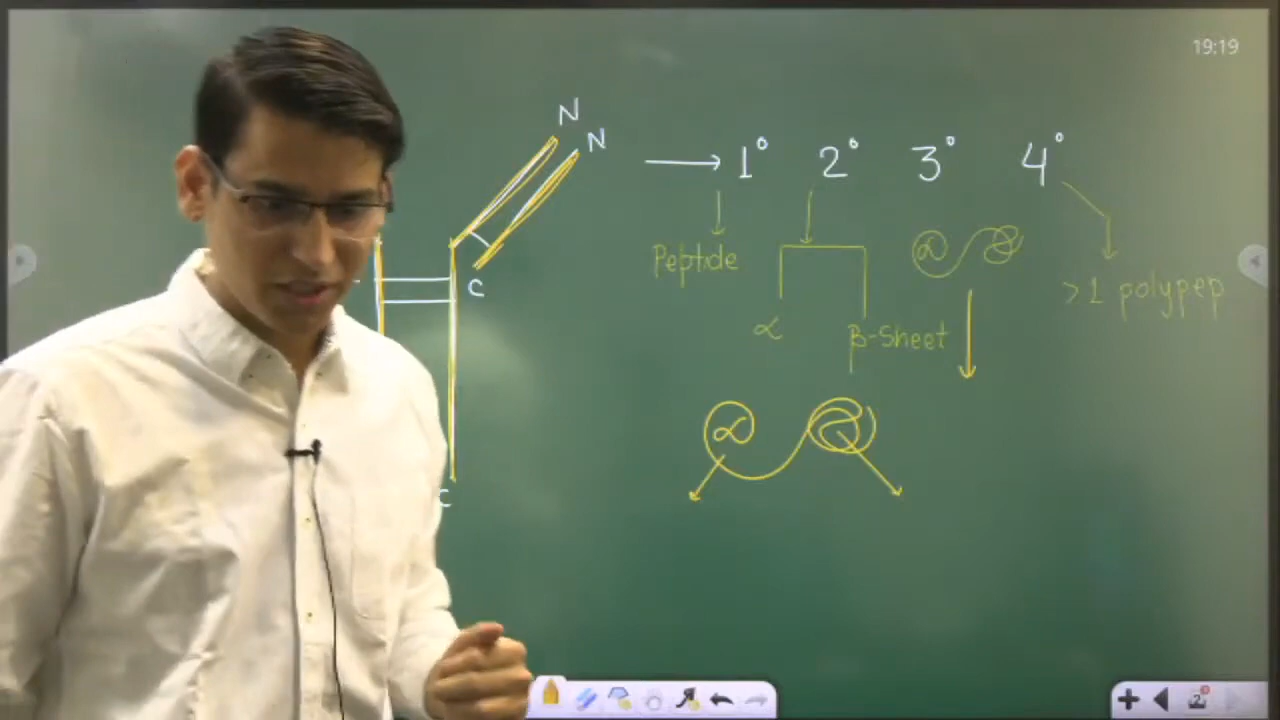 19:19
N
N
→ 1° 2° 3° 4°
Peptide
α
β-Sheet
>1 polypep
C
C